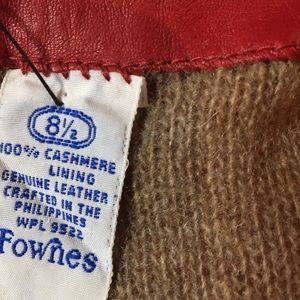 8½
100% CASHMERE
LINING
GENUINE LEATHER
CRAFTED IN THE
PHILIPPINES
WPL 9522
Fownes